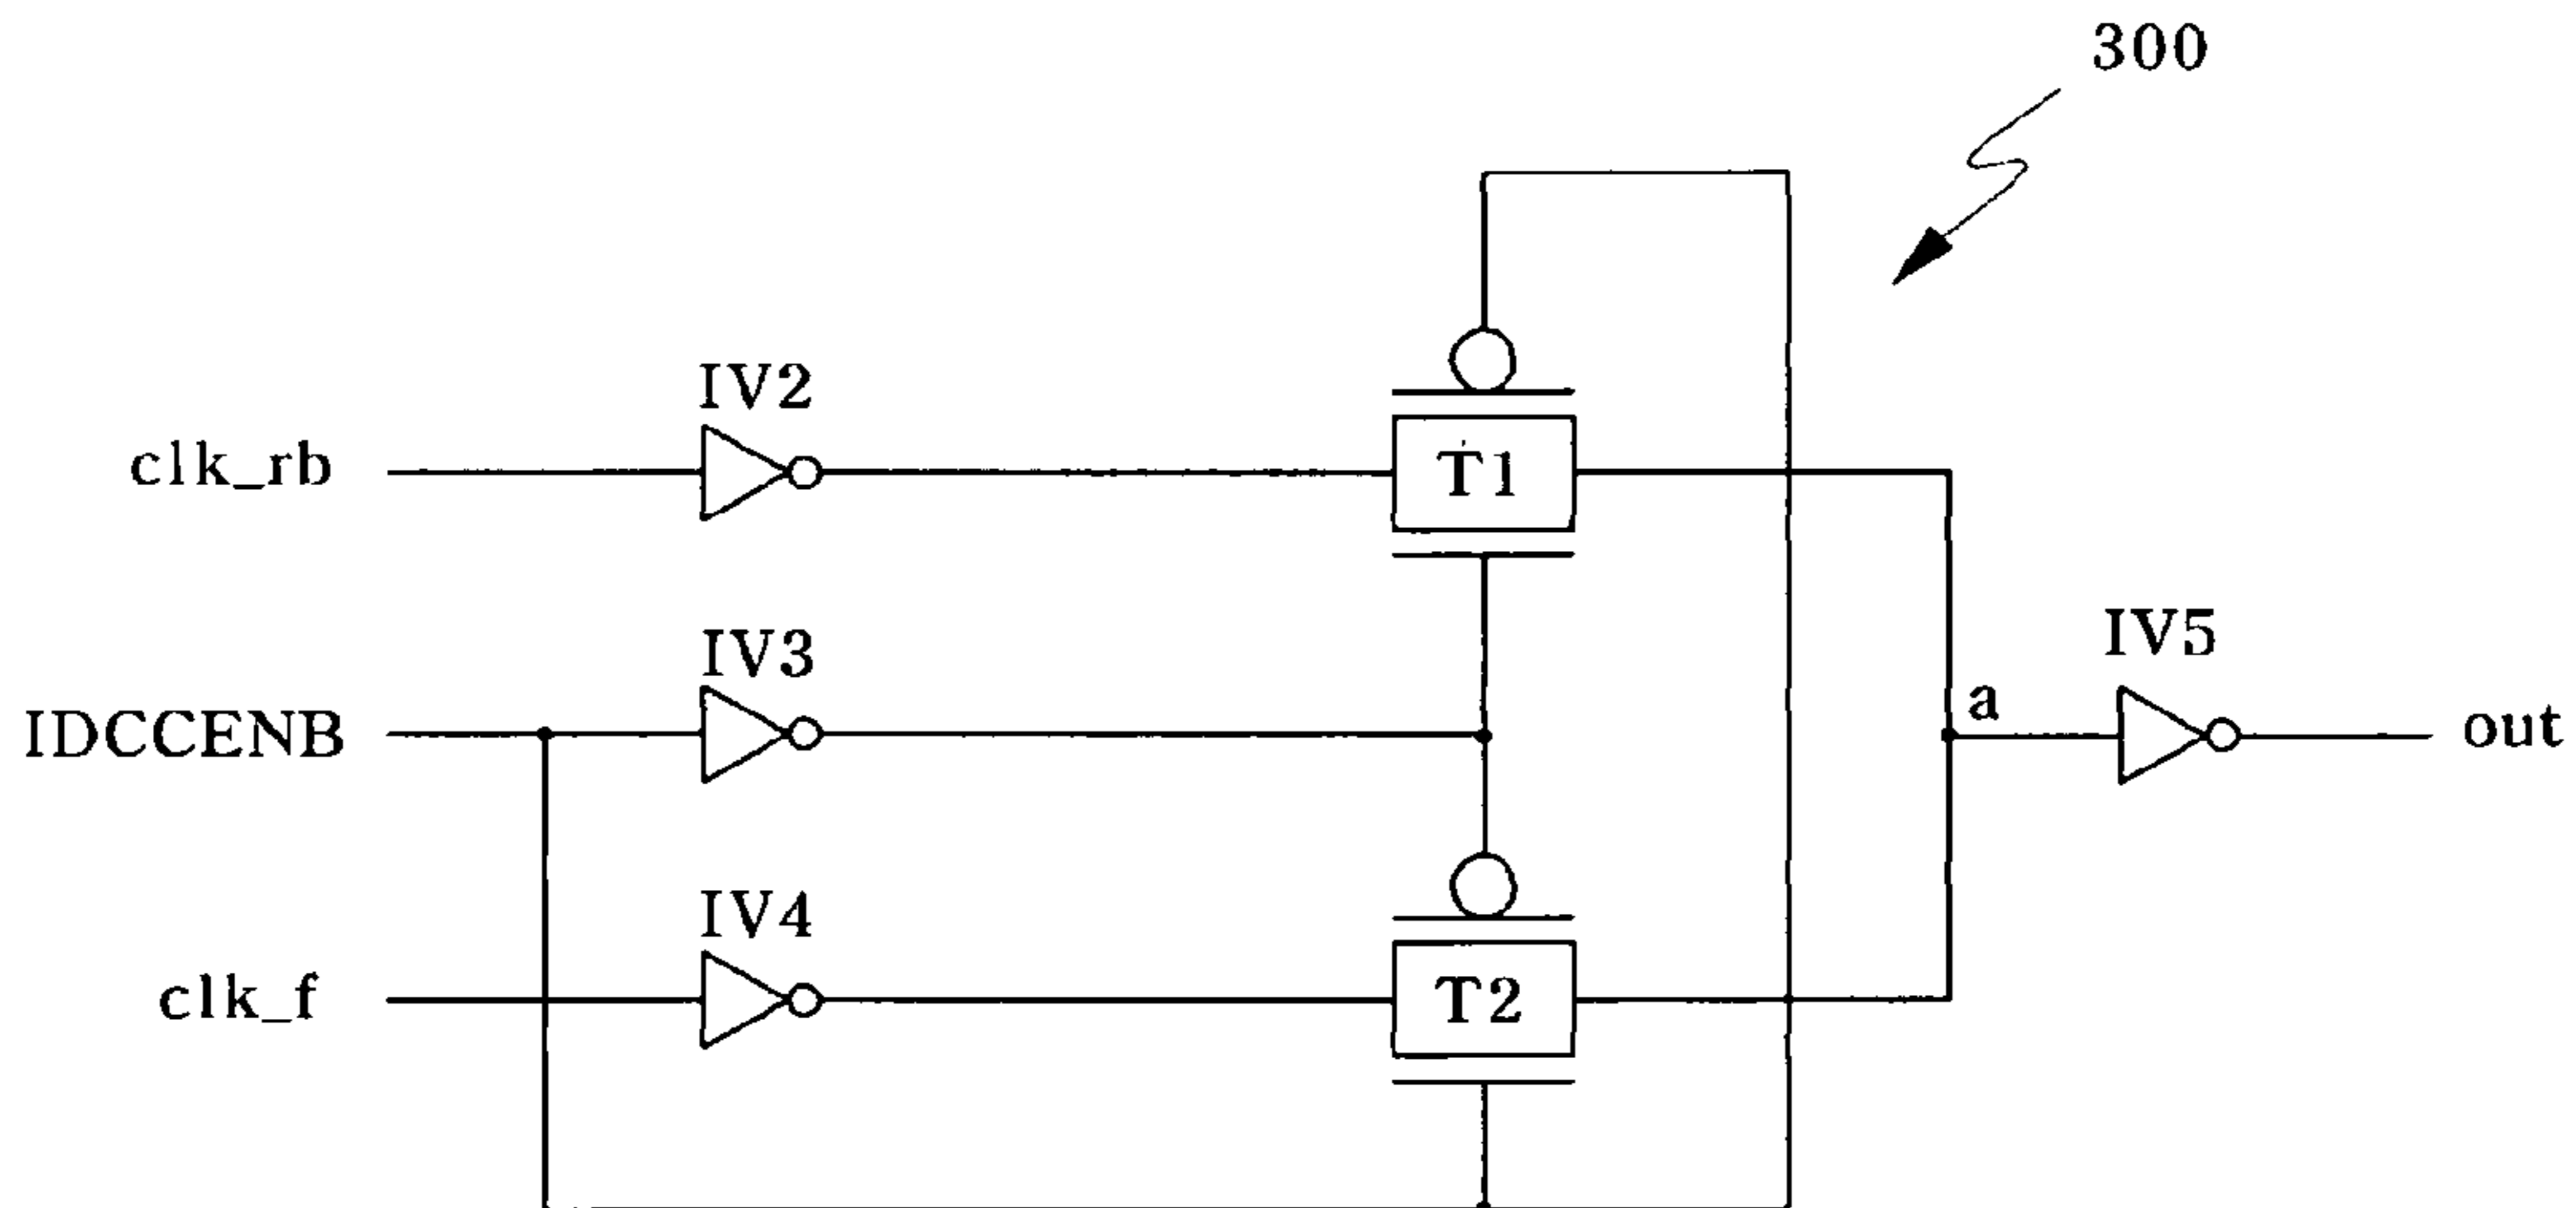 300
IV2
clk_rb
T1
IV3
IDCCENB
IV5
a
out
IV4
clk_f
T2